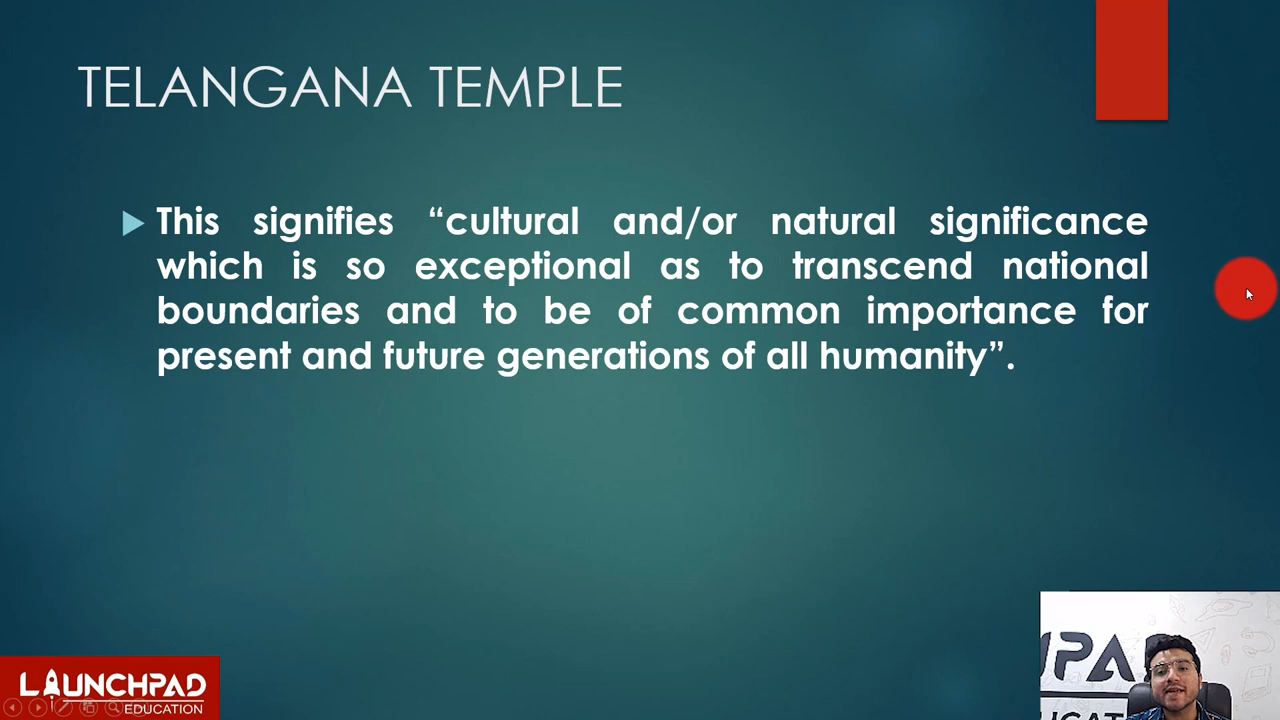 TELANGANA TEMPLE
This signifies “cultural and/or natural significance
which is so exceptional as to transcend national
boundaries and to be of common importance for
present and future generations of all humanity”.
LAUNCHPAD
EDUCATION